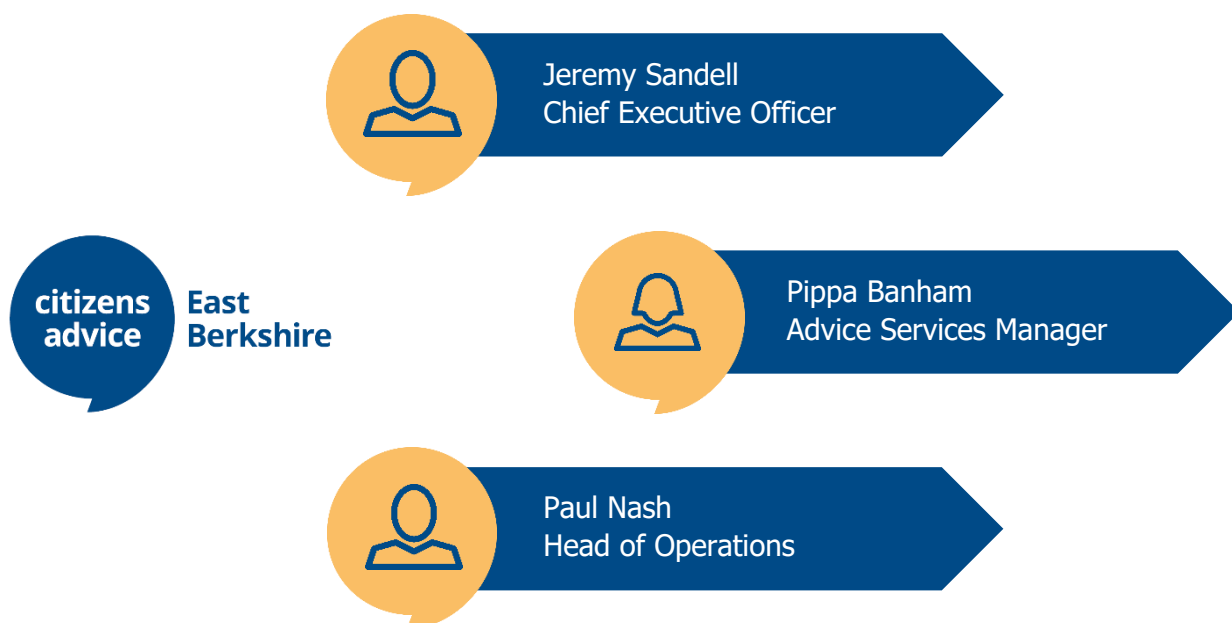 Jeremy Sandell
Chief Executive Officer
citizens
advice
East
Berkshire
Pippa Banham
Advice Services Manager
Paul Nash
Head of Operations